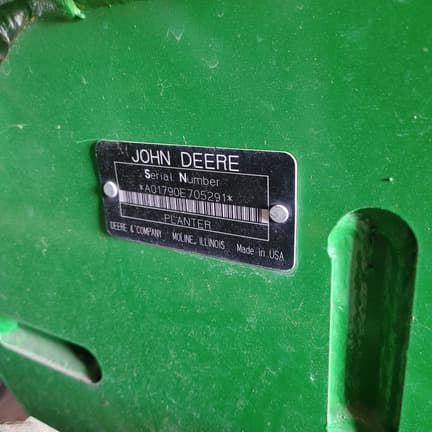 JOHN DEERE
Serial Number
*A01790E705291*
PLANTER
DEERE & COMPANY MOLINE, ILLINOIS Made in USA